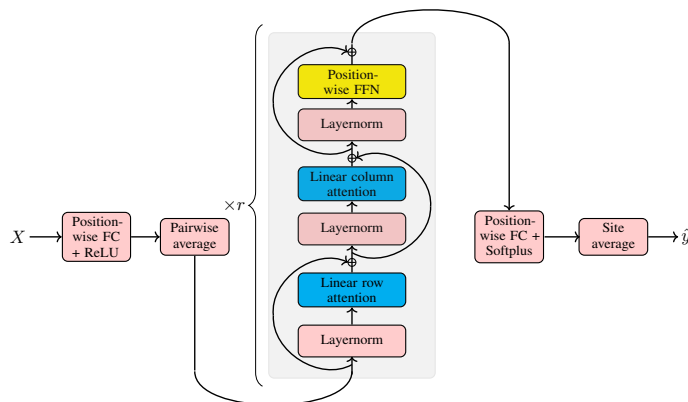 X
Position-
wise FC
+ ReLU
Pairwise
average
×r
Position-
wise FFN
Layernorm
Linear column
attention
Layernorm
Linear row
attention
Layernorm
Position-
wise FC +
Softplus
Site
average
ŷ